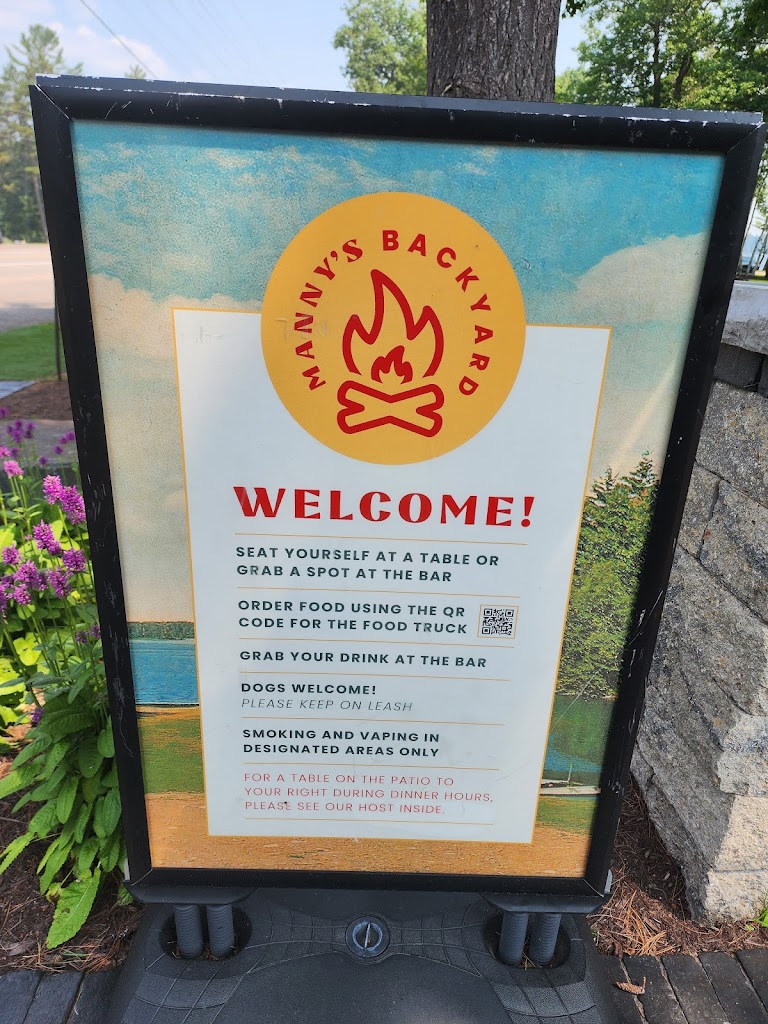 MANNY'S BACKYARD
WELCOME!
SEAT YOURSELF AT A TABLE OR
GRAB A SPOT AT THE BAR
ORDER FOOD USING THE QR
CODE FOR THE FOOD TRUCK
GRAB YOUR DRINK AT THE BAR
DOGS WELCOME!
PLEASE KEEP ON LEASH
SMOKING AND VAPING IN
DESIGNATED AREAS ONLY
FOR A TABLE ON THE PATIO TO
YOUR RIGHT DURING DINNER HOURS,
PLEASE SEE OUR HOST INSIDE.